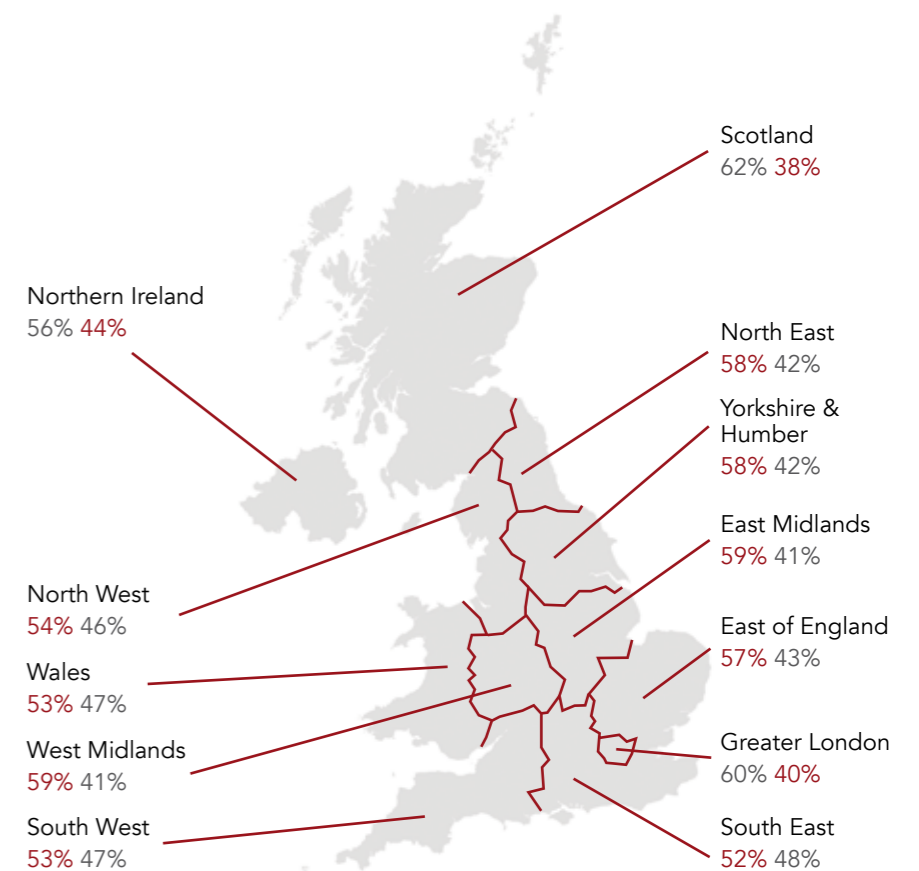 Scotland
62% 38%
Northern Ireland
56% 44%
North East
58% 42%
Yorkshire &
Humber
58% 42%
East Midlands
59% 41%
North West
54% 46%
East of England
57% 43%
Wales
53% 47%
West Midlands
59% 41%
Greater London
60% 40%
South West
53% 47%
South East
52% 48%